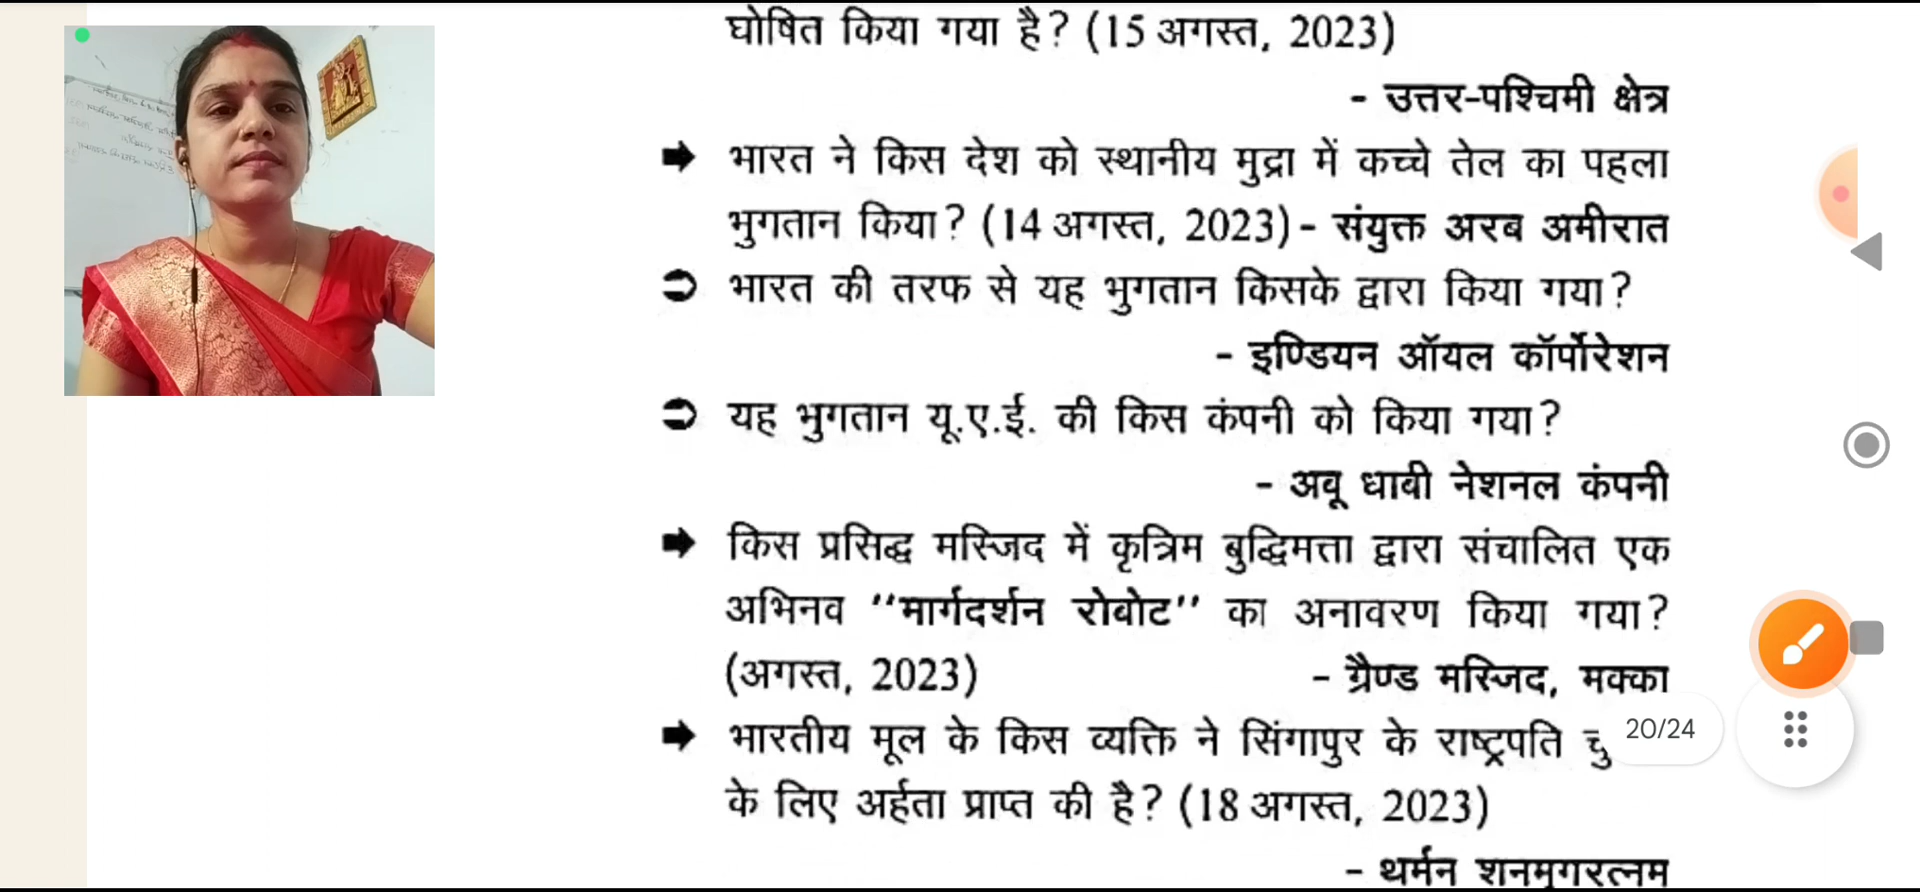 घोषित किया गया है? (15 अगस्त, 2023)
- उत्तर-पश्चिमी क्षेत्र
भारत ने किस देश को स्थानीय मुद्रा में कच्चे तेल का पहला
भुगतान किया? (14 अगस्त, 2023) - संयुक्त अरब अमीरात
भारत की तरफ से यह भुगतान किसके द्वारा किया गया?
- इण्डियन ऑयल कॉर्पोरेशन
यह भुगतान यू.ए.ई. की किस कंपनी को किया गया?
- अबू धाबी नेशनल कंपनी
किस प्रसिद्ध मस्जिद में कृत्रिम बुद्धिमत्ता द्वारा संचालित एक
अभिनव “मार्गदर्शन रोबोट” का अनावरण किया गया?
(अगस्त, 2023) - ग्रैण्ड मस्जिद, मक्का
भारतीय मूल के किस व्यक्ति ने सिंगापुर के राष्ट्रपति
20/24
के लिए अर्हता प्राप्त की है? (18 अगस्त, 2023)
- थर्मन शनमुगरत्नम